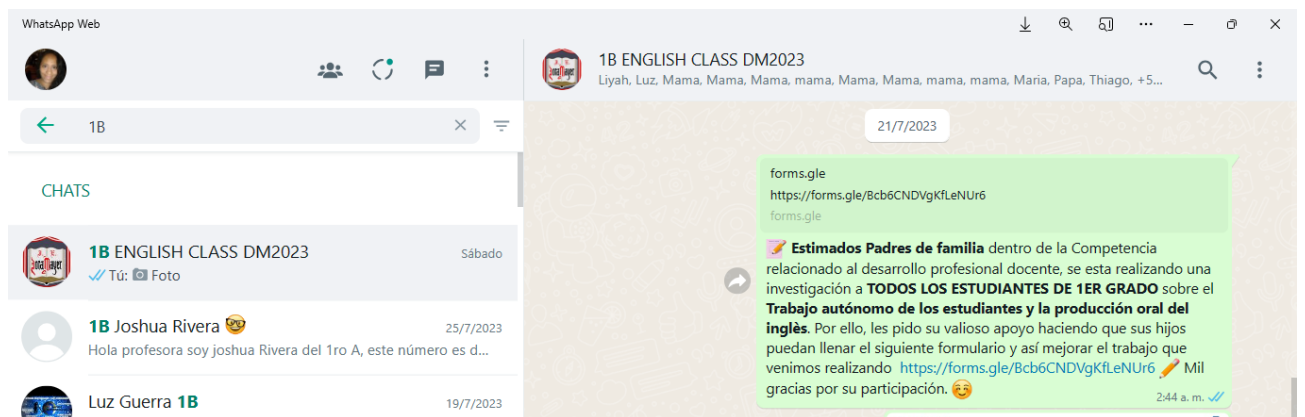 WhatsApp Web
1B
CHATS
1B ENGLISH CLASS DM2023
Sábado
Tú: Foto
1B Joshua Rivera 🤓
25/7/2023
Hola profesora soy joshua Rivera del 1ro A, este número es d...
Luz Guerra 1B
19/7/2023
1B ENGLISH CLASS DM2023
Liyah, Luz, Mama, Mama, Mama, mama, Mama, Mama, mama, mama, Maria, Papa, Thiago, +5...
21/7/2023
forms.gle
https://forms.gle/Bcb6CNDVgKfLeNUr6
forms.gle
📝 Estimados Padres de familia dentro de la Competencia
relacionado al desarrollo profesional docente, se esta realizando una
investigación a TODOS LOS ESTUDIANTES DE 1ER GRADO sobre el
Trabajo autónomo de los estudiantes y la producción oral del
inglès. Por ello, les pido su valioso apoyo haciendo que sus hijos
puedan llenar el siguiente formulario y así mejorar el trabajo que
venimos realizando https://forms.gle/Bcb6CNDVgKfLeNUr6 ✏️ Mil
gracias por su participación. ☺️
2:44 a. m.